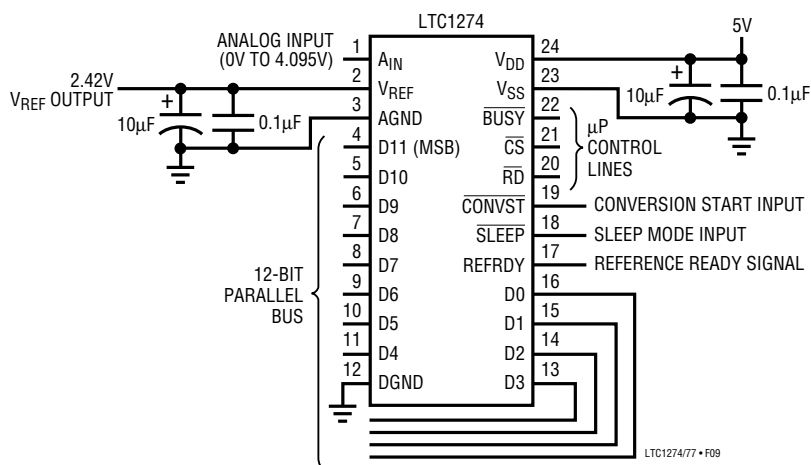 LTC1274
ANALOG INPUT
(0V TO 4.095V)
2.42V
VREF OUTPUT
+
10µF
0.1µF
1
2
3
4
5
6
7
8
9
10
11
12
AIN
VREF
AGND
D11 (MSB)
D10
D9
D8
D7
D6
D5
D4
DGND
12-BIT
PARALLEL
BUS
VDD
VSS
BUSY
CS
RD
CONVST
SLEEP
REFRDY
D0
D1
D2
D3
24
23
22
21
20
19
18
17
16
15
14
13
5V
+
10µF
0.1µF
µP
CONTROL
LINES
CONVERSION START INPUT
SLEEP MODE INPUT
REFERENCE READY SIGNAL
LTC1274/77 • F09